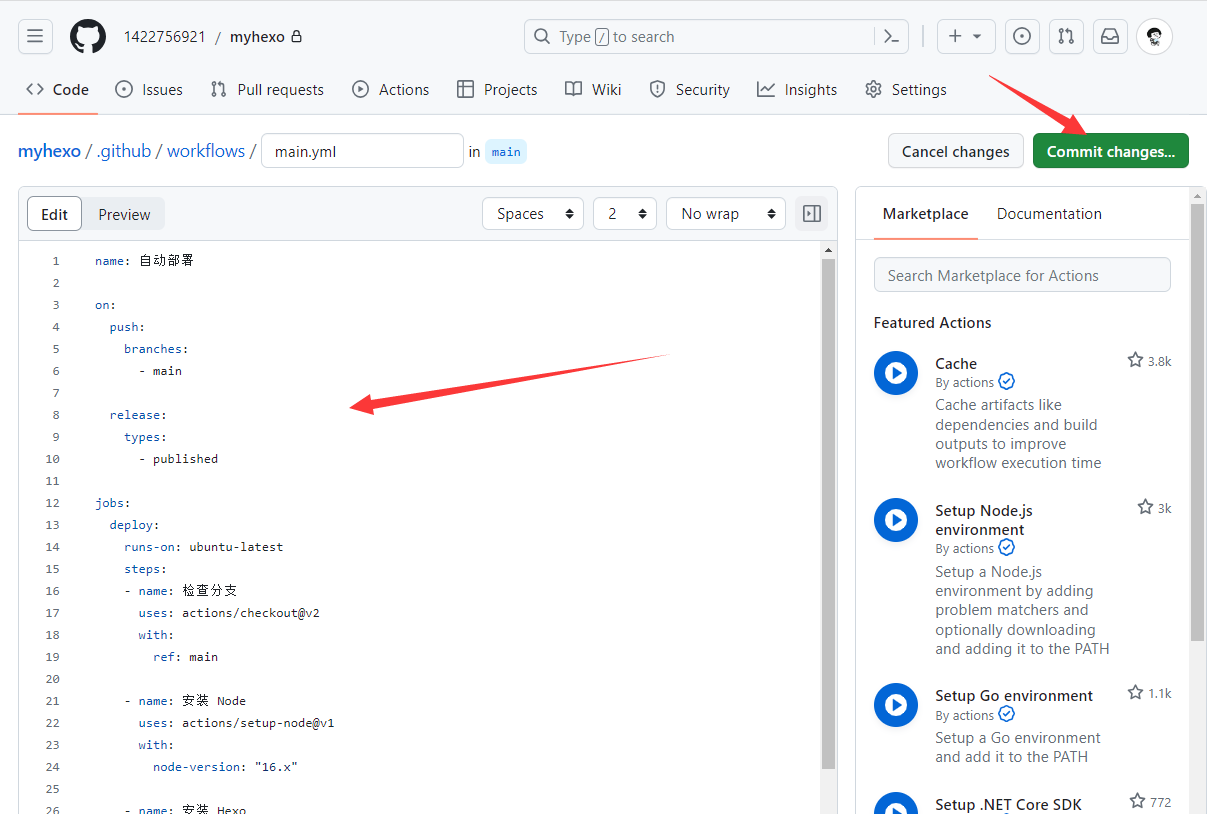 1422756921 / myhexo
Type / to search
Code
Issues
Pull requests
Actions
Projects
Wiki
Security
Insights
Settings
myhexo / .github / workflows / main.yml in main
Cancel changes
Commit changes...
Edit
Preview
Spaces
2
No wrap
1 name: 自动部署
2
3 on:
4 push:
5 branches:
6 - main
7
8 release:
9 types:
10 - published
11
12 jobs:
13 deploy:
14 runs-on: ubuntu-latest
15 steps:
16 - name: 检查分支
17 uses: actions/checkout@v2
18 with:
19 ref: main
20
21 - name: 安装 Node
22 uses: actions/setup-node@v1
23 with:
24 node-version: "16.x"
25
26 - name: 安装 Hexo
Marketplace
Documentation
Search Marketplace for Actions
Featured Actions
Cache
3.8k
By actions
Cache artifacts like
dependencies and build
outputs to improve
workflow execution time
Setup Node.js
environment
3k
By actions
Setup a Node.js
environment by adding
problem matchers and
optionally downloading
and adding it to the PATH
Setup Go environment
1.1k
By actions
Setup a Go environment
and add it to the PATH
Setup .NET Core SDK
772